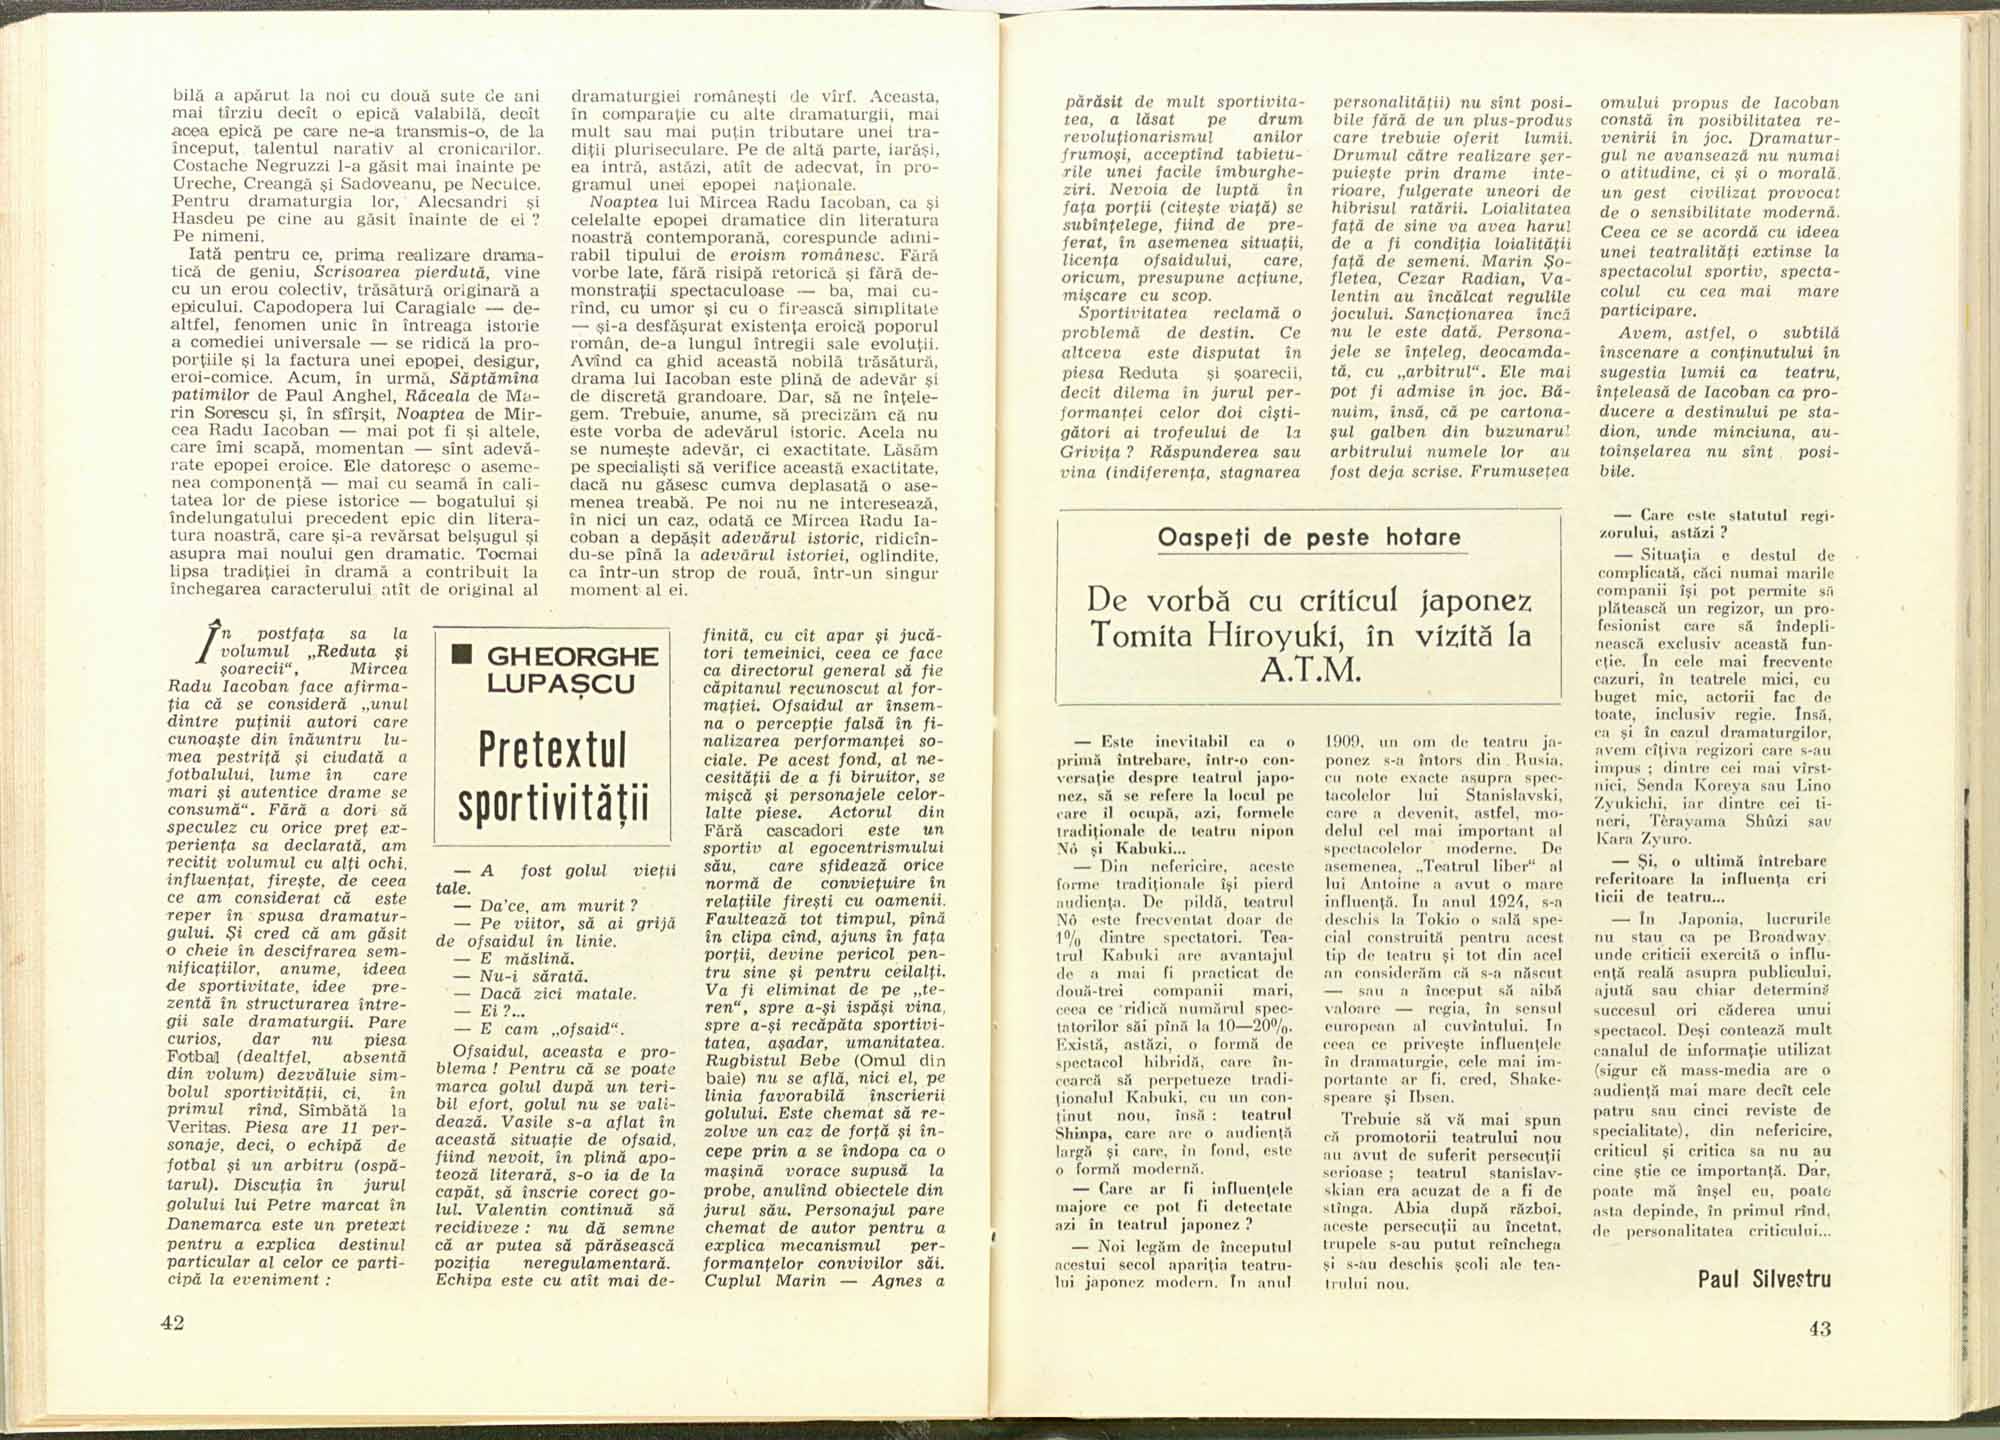 bilă a apărut la noi cu două sute de ani
mai tîrziu decît o epică valabilă, decît
acea epică pe care ne-a transmis-o, de la
început, talentul narativ al cronicarilor.
Costache Negruzzi l-a găsit mai înainte pe
Ureche, Creangă și Sadoveanu, pe Neculce.
Pentru dramaturgia lor, Alecsandri și
Hasdeu pe cine au găsit înainte de ei ?
Pe nimeni.
Iată pentru ce, prima realizare drama-
tică de geniu, Scrisoarea pierdută, vine
cu un erou colectiv, trăsătură originară a
epicului. Capodopera lui Caragiale — de-
altfel, fenomen unic în întreaga istorie
a comediei universale — se ridică la pro-
porțiile și la factura unei epopei, desigur,
eroi-comice. Acum, în urmă, Săptămîna
patimilor de Paul Anghel, Răceala de Ma-
rin Sorescu și, în sfîrșit, Noaptea de Mir-
cea Radu Iacoban — mai pot fi și altele,
care îmi scapă, momentan — sînt adevă-
rate epopei eroice. Ele datoresc o aseme-
nea componență — mai cu seamă în cali-
tatea lor de piese istorice — bogatului și
îndelungatului precedent epic din litera-
tura noastră, care și-a revărsat belșugul și
asupra mai noului gen dramatic. Tocmai
lipsa tradiției în dramă a contribuit la
închegarea caracterului atît de original al
dramaturgiei românești de vîrf. Aceasta,
în comparație cu alte dramaturgii, mai
mult sau mai puțin tributare unei tra-
diții pluriseculare. Pe de altă parte, iarăși,
ea intră, astăzi, atît de adecvat, în pro-
gramul unei epopei naționale.
Noaptea lui Mircea Radu Iacoban, ca și
celelalte epopei dramatice din literatura
noastră contemporană, corespunde admi-
rabil tipului de eroism românesc. Fără
vorbe late, fără risipă retorică și fără de-
monstrații spectaculoase — ba, mai cu-
rînd, cu umor și cu o firească simplitate
— și-a desfășurat existența eroică poporul
român, de-a lungul întregii sale evoluții.
Avînd ca ghid această nobilă trăsătură,
drama lui Iacoban este plină de adevăr și
de discretă grandoare. Dar, să ne înțele-
gem. Trebuie, anume, să precizăm că nu
este vorba de adevărul istoric. Acela nu
se numește adevăr, ci exactitate. Lăsăm
pe specialiști să verifice această exactitate,
dacă nu găsesc cumva deplasată o ase-
menea treabă. Pe noi nu ne interesează,
în nici un caz, odată ce Mircea Radu Ia-
coban a depășit adevărul istoric, ridicîn-
du-se pînă la adevărul istoriei, oglindite,
ca într-un strop de rouă, într-un singur
moment al ei.
În postfața sa la
volumul „Reduta și
șoarecii“, Mircea
Radu Iacoban face afirma-
ția că se consideră „unul
dintre puținii autori care
cunoaște din înăuntru lu-
mea pestriță și ciudată a
fotbalului, lume în care
mari și autentice drame se
consumă“. Fără a dori să
speculez cu orice preț ex-
periența sa declarată, am
recitit volumul cu alți ochi,
influențat, firește, de ceea
ce am considerat că este
reper în spusa dramatur-
gului. Și cred că am găsit
o cheie în descifrarea sem-
nificațiilor, anume, ideea
de sportivitate, idee pre-
zentă în structurarea între-
gii sale dramaturgii. Pare
curios, dar nu piesa
Fotbal (dealtfel, absentă
din volum) dezvăluie sim-
bolul sportivității, ci, în
primul rînd, Sîmbătă la
Veritas. Piesa are 11 per-
sonaje, deci, o echipă de
fotbal și un arbitru (ospă-
tarul). Discuția în jurul
golului lui Petre marcat în
Danemarca este un pretext
pentru a explica destinul
particular al celor ce parti-
cipă la eveniment :
■ GHEORGHE
LUPAȘCU
Pretextul
sportivității
— A fost golul vieții
tale.
— Da'ce, am murit ?
— Pe viitor, să ai grijă
de ofsaidul în linie.
— E măslină.
— Nu-i sărată.
— Dacă zici matale.
— Ei ?...
— E cam „ofsaid“.
Ofsaidul, aceasta e pro-
blema ! Pentru că se poate
marca golul după un teri-
bil efort, golul nu se vali-
dează. Vasile s-a aflat în
această situație de ofsaid,
fiind nevoit, în plină apo-
teoză literară, s-o ia de la
capăt, să înscrie corect go-
lul. Valentin continuă să
recidiveze : nu dă semne
că ar putea să părăsească
poziția neregulamentară.
Echipa este cu atît mai de-
finită, cu cît apar și jucă-
tori temeinici, ceea ce face
ca directorul general să fie
căpitanul recunoscut al for-
mației. Ofsaidul ar însem-
na o percepție falsă în fi-
nalizarea performanței so-
ciale. Pe acest fond, al ne-
cesității de a fi biruitor, se
mișcă și personajele celor-
lalte piese. Actorul din
Fără cascadori este un
sportiv al egocentrismului
său, care sfidează orice
normă de conviețuire în
relațiile firești cu oamenii.
Faultează tot timpul, pînă
în clipa cînd, ajuns în fața
porții, devine pericol pen-
tru sine și pentru ceilalți.
Va fi eliminat de pe „te-
ren“, spre a-și ispăși vina,
spre a-și recăpăta sportivi-
tatea, așadar, umanitatea.
Rugbistul Bebe (Omul din
baie) nu se află, nici el, pe
linia favorabilă înscrierii
golului. Este chemat să re-
zolve un caz de forță și în-
cepe prin a se îndopa ca o
mașină vorace supusă la
probe, anulînd obiectele din
jurul său. Personajul pare
chemat de autor pentru a
explica mecanismul per-
formanțelor convivilor săi.
Cuplul Marin — Agnes a
42
părăsit de mult sportivita-
tea, a lăsat pe drum
revoluționarismul anilor
frumoși, acceptînd tabietu-
rile unei facile îmburghe-
ziri. Nevoia de luptă în
fața porții (citește viață) se
subînțelege, fiind de pre-
ferat, în asemenea situații,
licența ofsaidului, care,
oricum, presupune acțiune,
mișcare cu scop.
Sportivitatea reclamă o
problemă de destin. Ce
altceva este disputat în
piesa Reduta și șoarecii,
decît dilema în jurul per-
formanței celor doi cîști-
gători ai trofeului de la
Grivița ? Răspunderea sau
vina (indiferența, stagnarea
personalității) nu sînt posi-
bile fără de un plus-produs
care trebuie oferit lumii.
Drumul către realizare șer-
puiește prin drame inte-
rioare, fulgerate uneori de
hibrisul ratării. Loialitatea
față de sine va avea harul
de a fi condiția loialității
față de semeni. Marin Șo-
fletea, Cezar Radian, Va-
lentin au încălcat regulile
jocului. Sancționarea încă
nu le este dată. Persona-
jele se înțeleg, deocamda-
tă, cu „arbitrul“. Ele mai
pot fi admise în joc. Bă-
nuim, însă, că pe cartona-
șul galben din buzunarul
arbitrului numele lor au
fost deja scrise. Frumusețea
omului propus de Iacoban
constă în posibilitatea re-
venirii în joc. Dramatur-
gul ne avansează nu numai
o atitudine, ci și o morală,
un gest civilizat provocat
de o sensibilitate modernă.
Ceea ce se acordă cu ideea
unei teatralități extinse la
spectacolul sportiv, specta-
colul cu cea mai mare
participare.
Avem, astfel, o subtilă
înscenare a conținutului în
sugestia lumii ca teatru,
înțeleasă de Iacoban ca pro-
ducere a destinului pe sta-
dion, unde minciuna, au-
toînșelarea nu sînt posi-
bile.
Oaspeți de peste hotare
De vorbă cu criticul japonez
Tomita Hiroyuki, în vizită la
A.T.M.
— Este inevitabil ca o
primă întrebare, într-o con-
versație despre teatrul japo-
nez, să se refere la locul pe
care îl ocupă, azi, formele
tradiționale de teatru nipon
Nô și Kabuki...
— Din nefericire, aceste
forme tradiționale își pierd
audiența. De pildă, teatrul
Nô este frecventat doar de
1% dintre spectatori. Tea-
trul Kabuki are avantajul
de a mai fi practicat de
două-trei companii mari,
ceea ce ridică numărul spec-
tatorilor săi pînă la 10—20%.
Există, astăzi, o formă de
spectacol hibridă, care în-
cearcă să perpetueze tradi-
ționalul Kabuki, cu un con-
ținut nou, însă : teatrul
Shinpa, care are o audiență
largă și care, în fond, este
o formă modernă.
— Care ar fi influențele
majore ce pot fi detectate
azi în teatrul japonez ?
— Noi legăm de începutul
acestui secol apariția teatru-
lui japonez modern. În anul
1909, un om de teatru ja-
ponez s-a întors din Rusia,
cu note exacte asupra spec-
tacolelor lui Stanislavski,
care a devenit, astfel, mo-
delul cel mai important al
spectacolelor moderne. De
asemenea, „Teatrul liber“ al
lui Antoine a avut o mare
influență. În anul 1924, s-a
deschis la Tokio o sală spe-
cial construită pentru acest
tip de teatru și tot din acel
an considerăm că s-a născut
— sau a început să aibă
valoare — regia, în sensul
european al cuvîntului. În
ceea ce privește influențele
în dramaturgie, cele mai im-
portante ar fi, cred, Shake-
speare și Ibsen.
Trebuie să vă mai spun
că promotorii teatrului nou
au avut de suferit persecuții
serioase ; teatrul stanislav-
skian era acuzat de a fi de
stînga. Abia după război,
aceste persecuții au încetat,
trupele s-au putut reînchega
și s-au deschis școli ale tea-
trului nou.
— Care este statutul regi-
zorului, astăzi ?
— Situația e destul de
complicată, căci numai marile
companii își pot permite să
plătească un regizor, un pro-
fesionist care să îndepli-
nească exclusiv această func-
ție. În cele mai frecvente
cazuri, în teatrele mici, cu
buget mic, actorii fac de
toate, inclusiv regie. Însă,
ca și în cazul dramaturgilor,
avem cîțiva regizori care s-au
impus ; dintre cei mai vîrst-
nici, Senda Koreya sau Lino
Zyukichi, iar dintre cei ti-
neri, Tèrayama Shûzi sau
Kara Zyuro.
— Și, o ultimă întrebare
referitoare la influența cri
ticii de teatru...
— În Japonia, lucrurile
nu stau ca pe Broadway,
unde criticii exercită o influ-
ență reală asupra publicului,
ajută sau chiar determină
succesul ori căderea unui
spectacol. Deși contează mult
canalul de informație utilizat
(sigur că mass-media are o
audiență mai mare decît cele
patru sau cinci reviste de
specialitate), din nefericire,
criticul și critica sa nu au
cine știe ce importanță. Dar,
poate mă înșel eu, poate
asta depinde, în primul rînd,
de personalitatea criticului...
Paul Silvestru
43